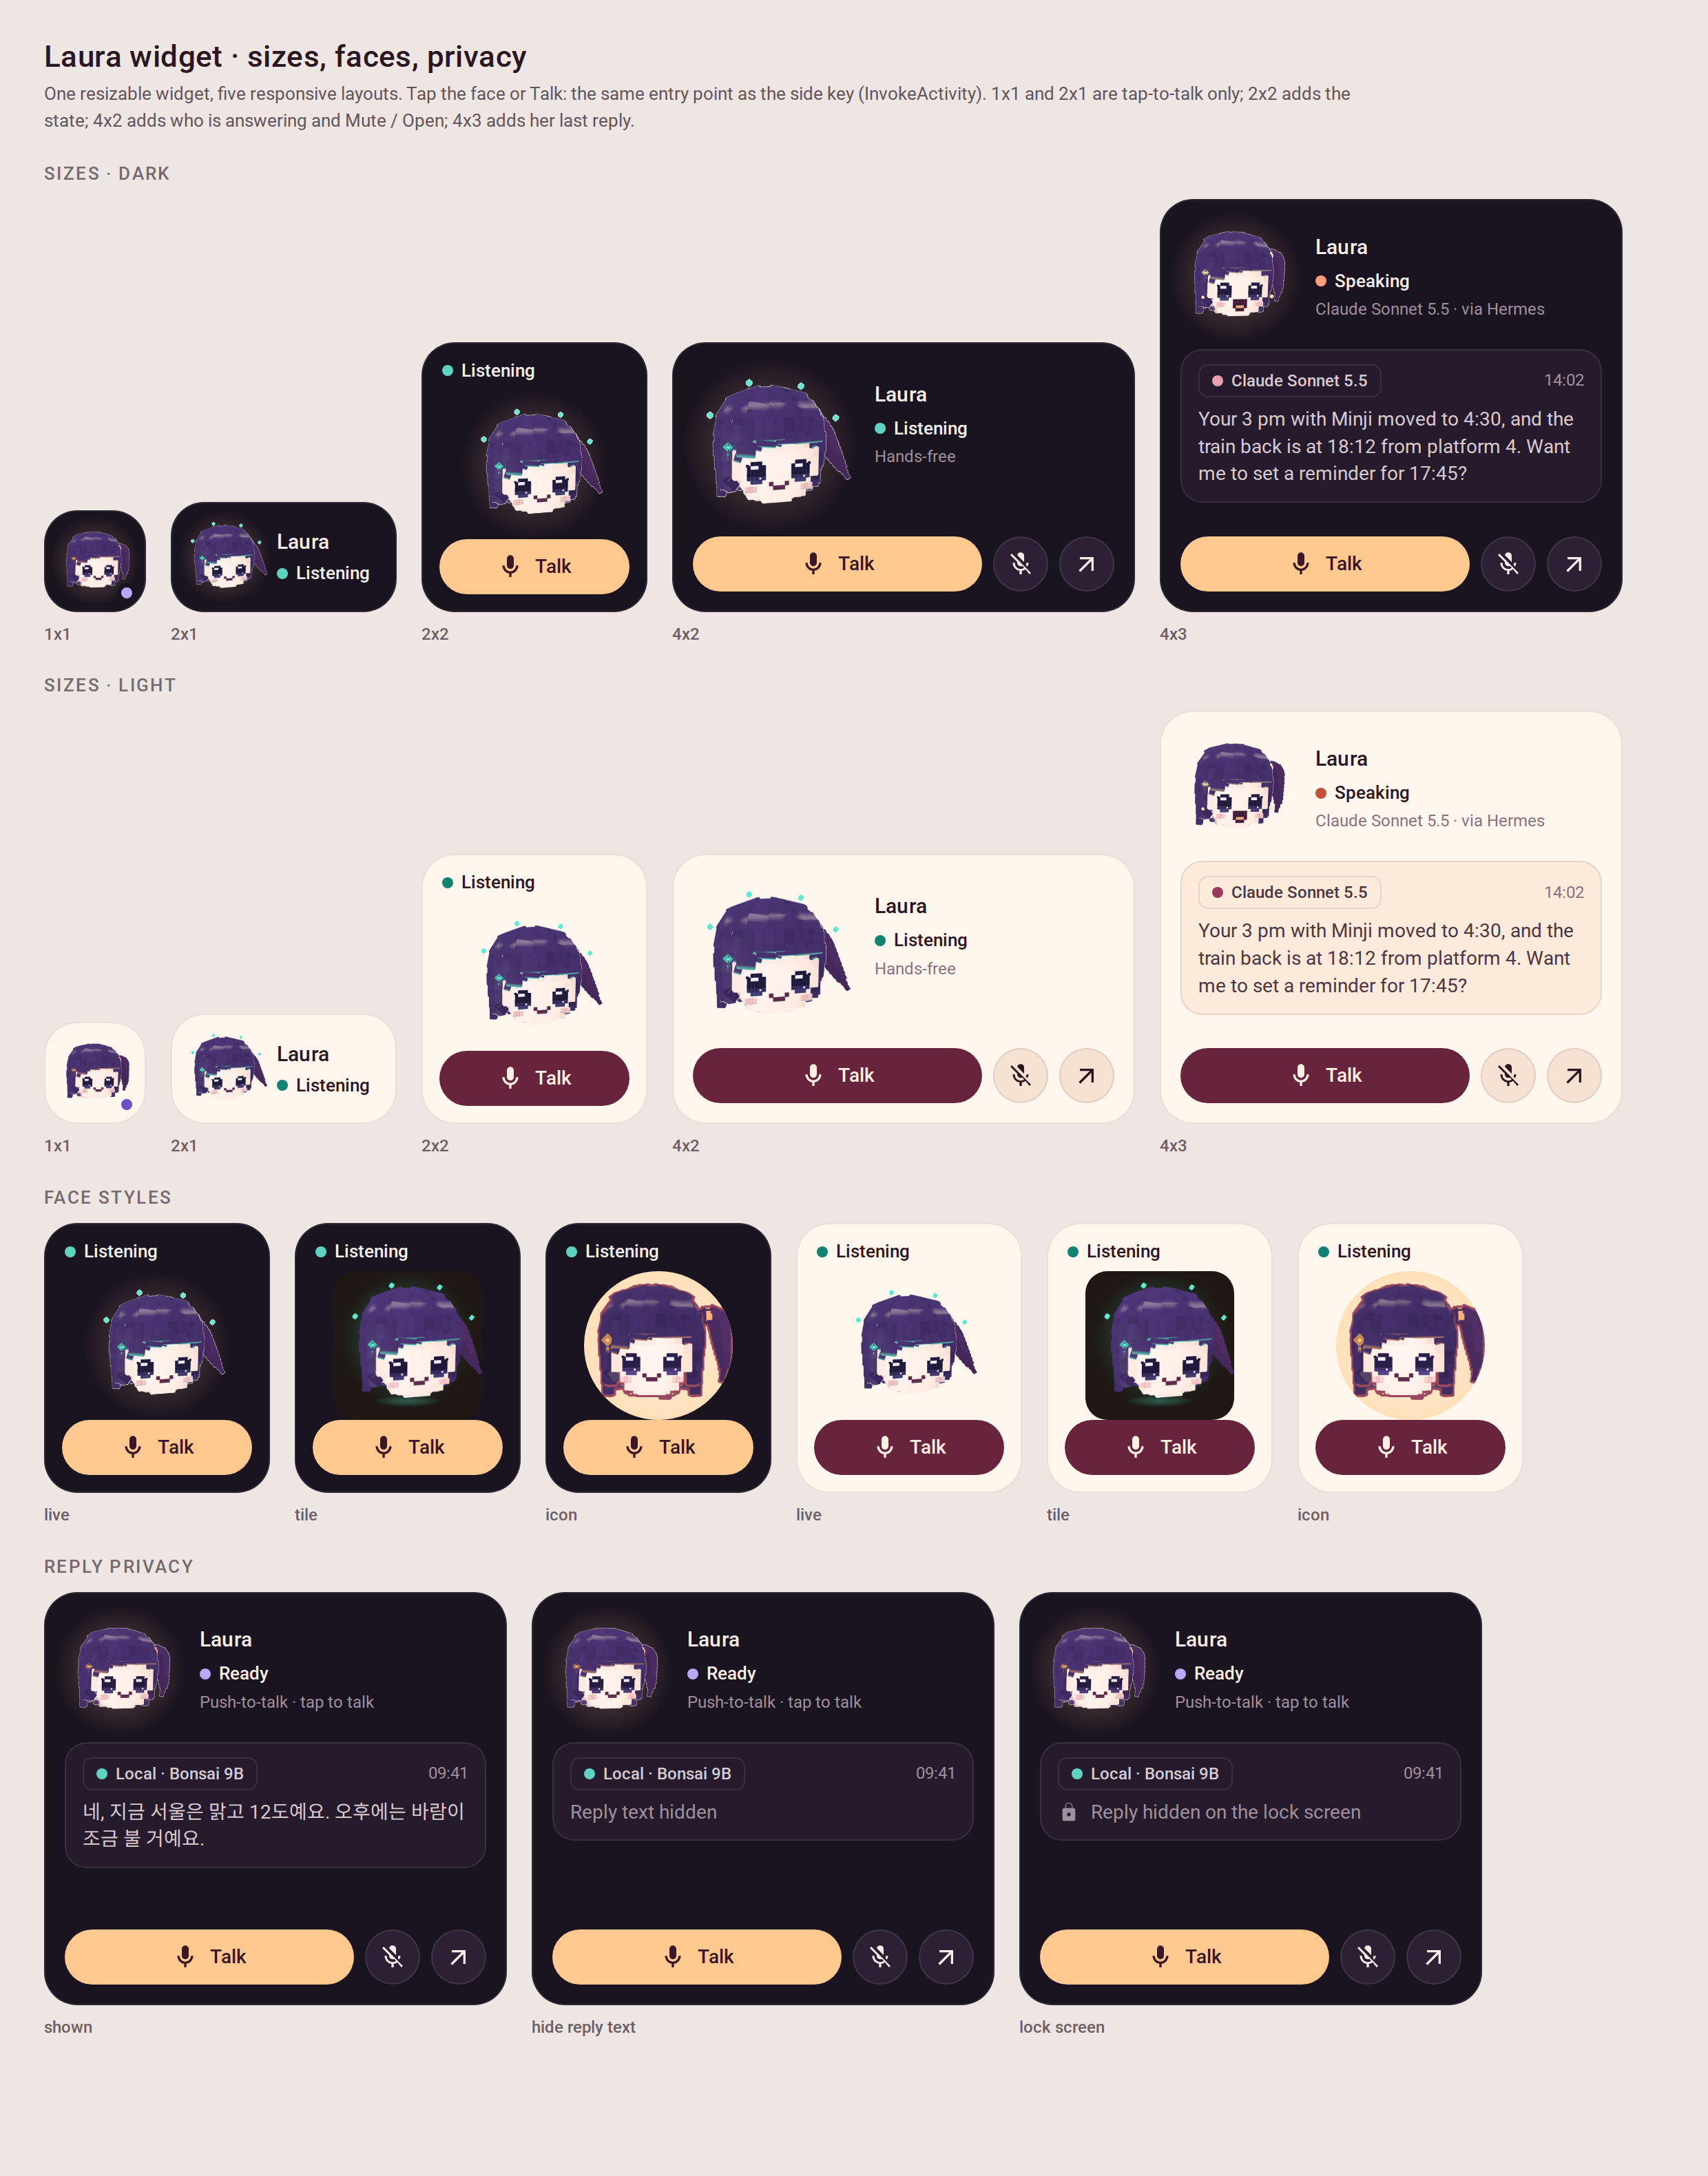 Laura widget · sizes, faces, privacy
One resizable widget, five responsive layouts. Tap the face or Talk: the same entry point as the side key (InvokeActivity). 1x1 and 2x1 are tap-to-talk only; 2x2 adds the
state; 4x2 adds who is answering and Mute / Open; 4x3 adds her last reply.
SIZES · DARK
Laura
Listening
Listening
Talk
Laura
Listening
Hands-free
Talk
Laura
Speaking
Claude Sonnet 5.5 · via Hermes
Claude Sonnet 5.5
14:02
Your 3 pm with Minji moved to 4:30, and the
train back is at 18:12 from platform 4. Want
me to set a reminder for 17:45?
Talk
1x1
2x1
2x2
4x2
4x3
SIZES · LIGHT
Laura
Listening
Listening
Talk
Laura
Listening
Hands-free
Talk
Laura
Speaking
Claude Sonnet 5.5 · via Hermes
Claude Sonnet 5.5
14:02
Your 3 pm with Minji moved to 4:30, and the
train back is at 18:12 from platform 4. Want
me to set a reminder for 17:45?
Talk
1x1
2x1
2x2
4x2
4x3
FACE STYLES
Listening
Talk
Listening
Talk
Listening
Talk
Listening
Talk
Listening
Talk
Listening
Talk
live
tile
icon
live
tile
icon
REPLY PRIVACY
Laura
Ready
Push-to-talk · tap to talk
Local · Bonsai 9B
09:41
네, 지금 서울은 맑고 12도예요. 오후에는 바람이
조금 불 거예요.
Talk
Laura
Ready
Push-to-talk · tap to talk
Local · Bonsai 9B
09:41
Reply text hidden
Talk
Laura
Ready
Push-to-talk · tap to talk
Local · Bonsai 9B
09:41
Reply hidden on the lock screen
Talk
shown
hide reply text
lock screen